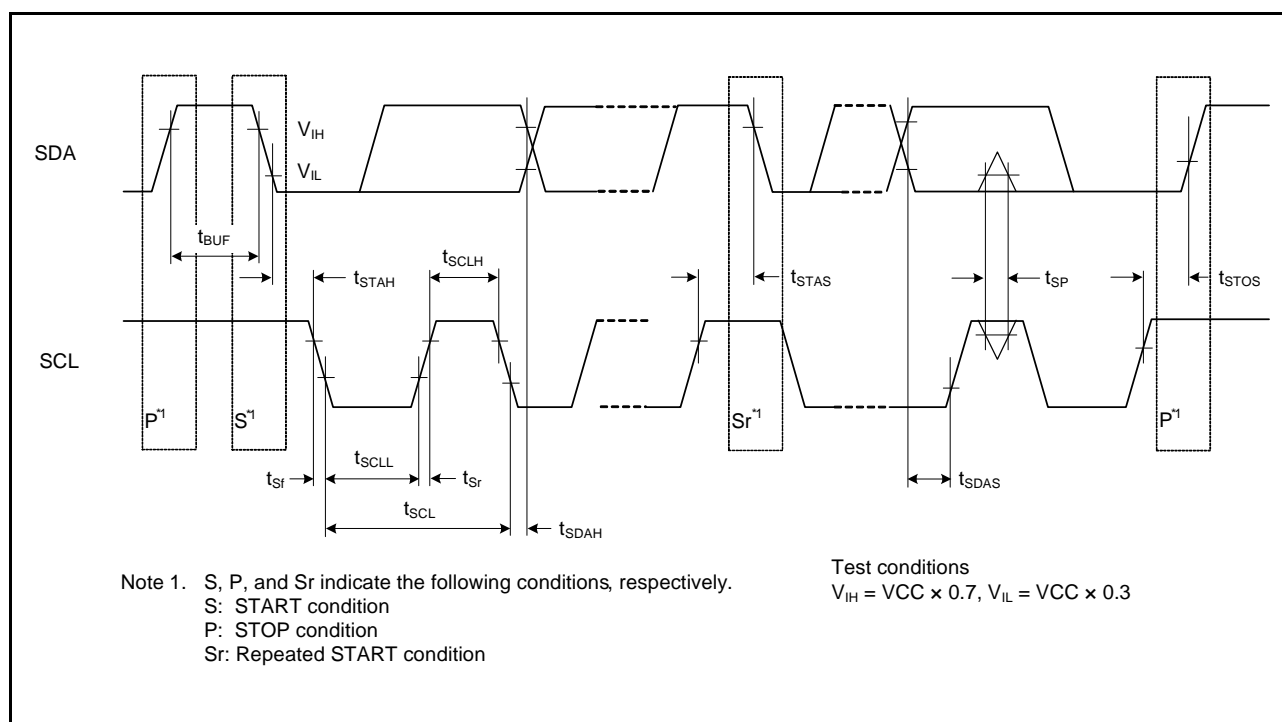 SDA
V_IH
V_IL
t_BUF
t_STAH
t_SCLH
t_STAS
t_SP
t_STOS
SCL
P*1
S*1
Sr*1
P*1
t_Sf
t_SCLL
t_Sr
t_SCL
t_SDAH
t_SDAS
Note 1. S, P, and Sr indicate the following conditions, respectively.
S: START condition
P: STOP condition
Sr: Repeated START condition
Test conditions
V_IH = VCC × 0.7, V_IL = VCC × 0.3